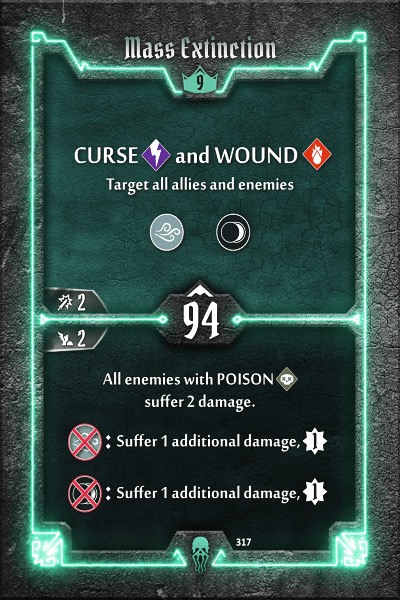 Mass Extinction
9
CURSE and WOUND
Target all allies and enemies
2
94
2
All enemies with POISON
suffer 2 damage.
: Suffer 1 additional damage, 1
: Suffer 1 additional damage, 1
317